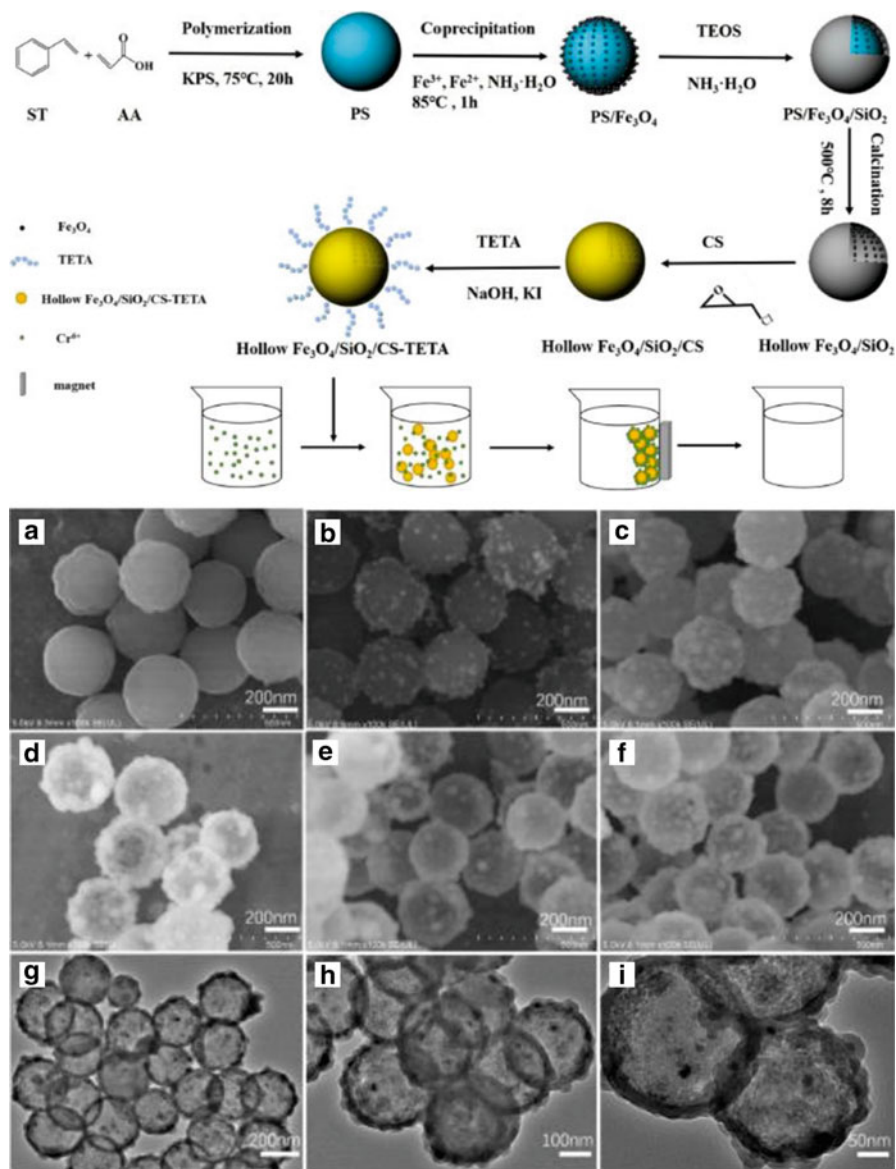 Polymerization
KPS, 75℃, 20h
Coprecipitation
Fe³⁺, Fe²⁺, NH₃·H₂O
85℃ , 1h
TEOS
NH₃·H₂O
OH
ST
+
AA
PS
PS/Fe₃O₄
PS/Fe₃O₄/SiO₂
Calcination
500℃ , 8h
Fe₃O₄
TETA
Hollow Fe₃O₄/SiO₂/CS-TETA
Cr⁶⁺
magnet
TETA
NaOH, KI
CS
O
Hollow Fe₃O₄/SiO₂/CS-TETA
Hollow Fe₃O₄/SiO₂/CS
Hollow Fe₃O₄/SiO₂
a
200nm
b
200nm
c
200nm
d
200nm
e
200nm
f
200nm
g
200nm
h
100nm
i
50nm